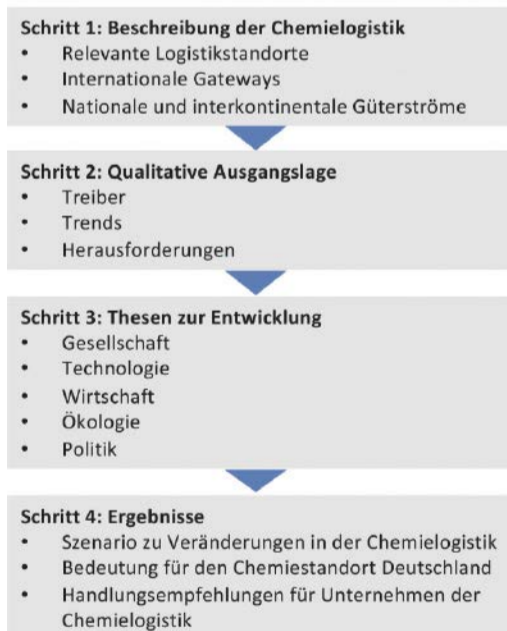 Schritt 1: Beschreibung der Chemielogistik
• Relevante Logistikstandorte
• Internationale Gateways
• Nationale und interkontinentale Güterströme
Schritt 2: Qualitative Ausgangslage
• Treiber
• Trends
• Herausforderungen
Schritt 3: Thesen zur Entwicklung
• Gesellschaft
• Technologie
• Wirtschaft
• Ökologie
• Politik
Schritt 4: Ergebnisse
• Szenario zu Veränderungen in der Chemielogistik
• Bedeutung für den Chemiestandort Deutschland
• Handlungsempfehlungen für Unternehmen der
Chemielogistik